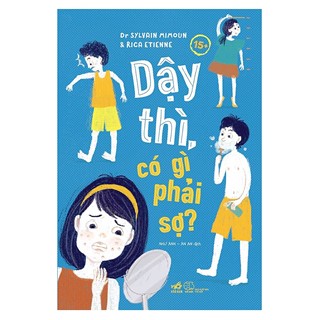 Dr SYLVAIN MIMOUN
& RICA ETIENNE
15+
Dậy
thì,
có gì
phải
sợ?